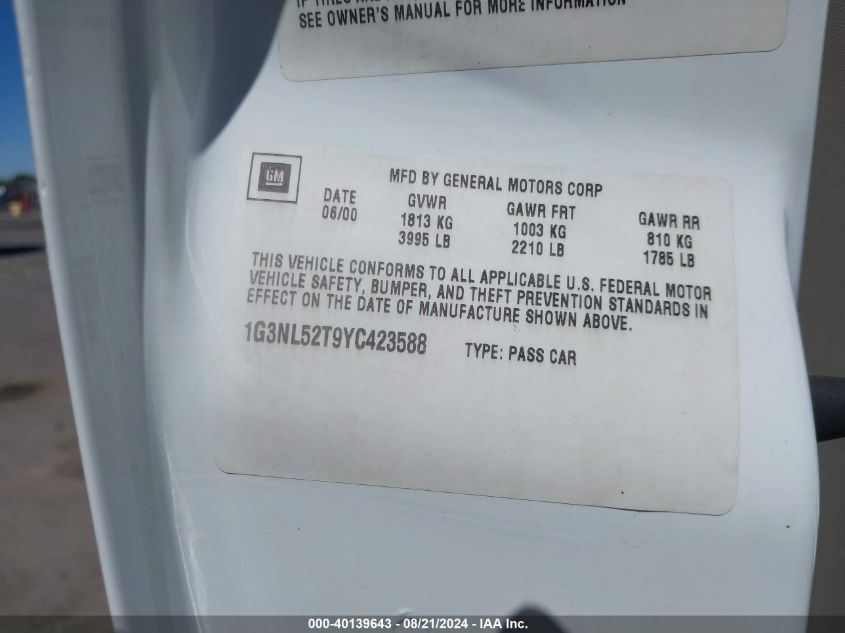 SEE OWNER'S MANUAL FOR MORE INFORMATION
GM
MFD BY GENERAL MOTORS CORP
DATE GVWR GAWR FRT GAWR RR
06/00 1813 KG 1003 KG 810 KG
3995 LB 2210 LB 1785 LB
THIS VEHICLE CONFORMS TO ALL APPLICABLE U.S. FEDERAL MOTOR
VEHICLE SAFETY, BUMPER, AND THEFT PREVENTION STANDARDS IN
EFFECT ON THE DATE OF MANUFACTURE SHOWN ABOVE.
1G3NL52T9YC423588 TYPE: PASS CAR
000-40139643 - 08/21/2024 - IAA Inc.